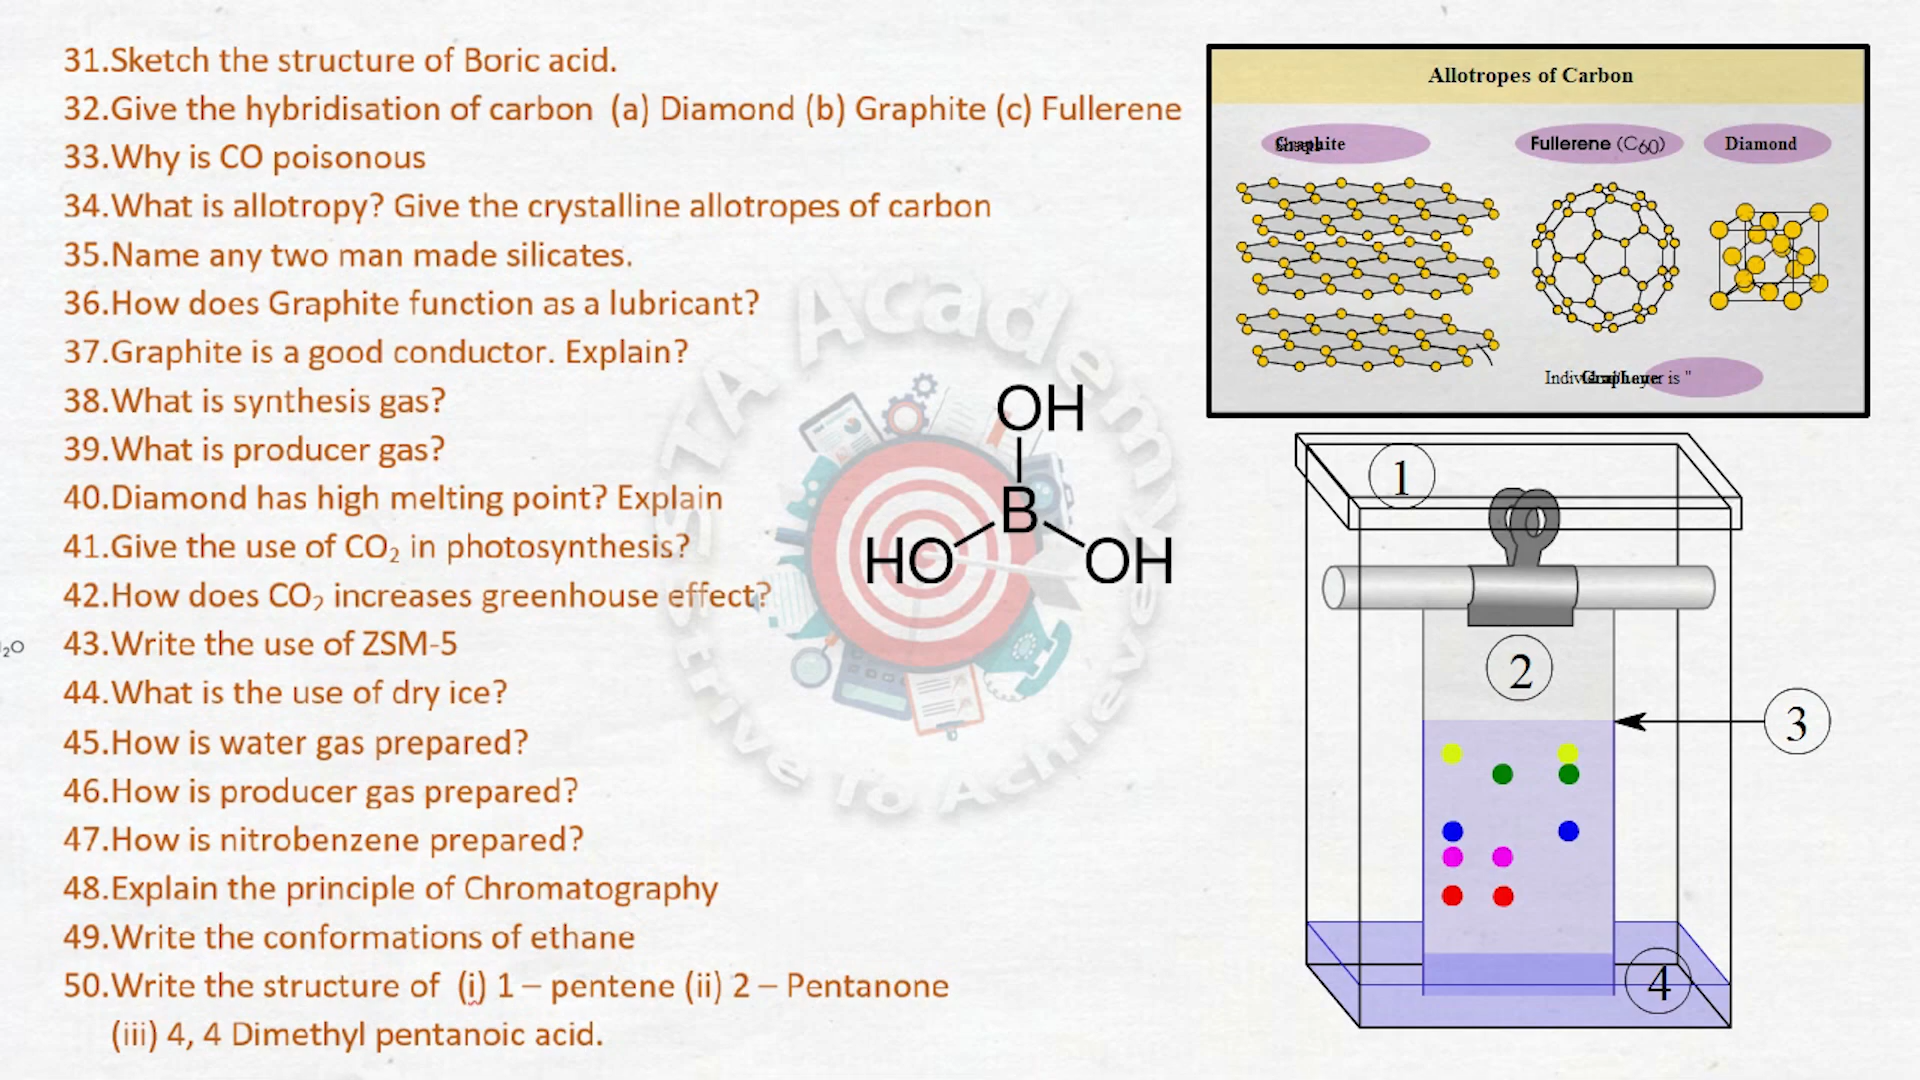 31.Sketch the structure of Boric acid.
32.Give the hybridisation of carbon (a) Diamond (b) Graphite (c) Fullerene
33.Why is CO poisonous
34.What is allotropy? Give the crystalline allotropes of carbon
35.Name any two man made silicates.
36.How does Graphite function as a lubricant?
37.Graphite is a good conductor. Explain?
38.What is synthesis gas?
39.What is producer gas?
40.Diamond has high melting point? Explain
41.Give the use of CO₂ in photosynthesis?
42.How does CO₂ increases greenhouse effect?
43.Write the use of ZSM-5
44.What is the use of dry ice?
45.How is water gas prepared?
46.How is producer gas prepared?
47.How is nitrobenzene prepared?
48.Explain the principle of Chromatography
49.Write the conformations of ethane
50.Write the structure of (i) 1 – pentene (ii) 2 – Pentanone
(iii) 4, 4 Dimethyl pentanoic acid.
₂O
STA Academy
Strive To Achieve
OH
B
HO
OH
Allotropes of Carbon
Graphite
Fullerene (C60)
Diamond
is "
1
2
3
4